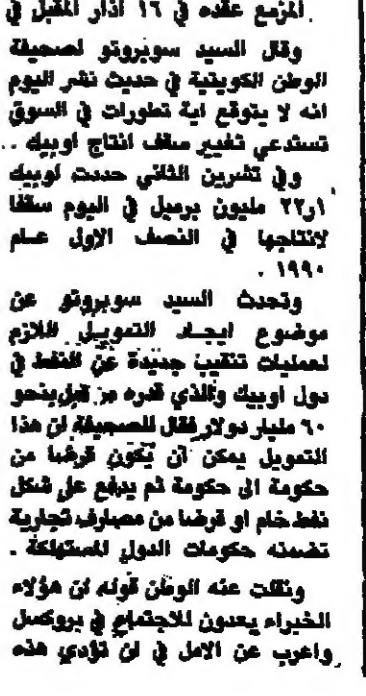 المزمع عقده في ١٦ آذار المقبل في
وقال السيد سوبروتو لصحيفة
الوطن الكويتية في حديث نشر اليوم
انه لا يتوقع اية تطورات في السوق
تستدعي تغيير سقف انتاج اوبيك ..
وفي تشرين الثاني حددت اوبيك
١ر٢٢ مليون برميل في اليوم سقفا
لانتاجها في النصف الاول عام
١٩٩٠ .
وتحدث السيد سوبروتو عن
موضوع ايجاد التمويل اللازم
لعمليات تنقيب جديدة عن النفط في
دول اوبيك والذي قدره من قبل بنحو
٦٠ مليار دولار فقال للصحيفة ان هذا
التمويل يمكن ان يكون قرضا من
حكومة الى حكومة ثم يدفع على شكل
نفط خام او قرضا من مصارف تجارية
تضمنه حكومات الدول المستهلكة .
ونقلت عنه الوطن قوله ان هؤلاء
الخبراء يعدون للاجتماع في بروكسل
واعرب عن الامل في ان تؤدي هذه